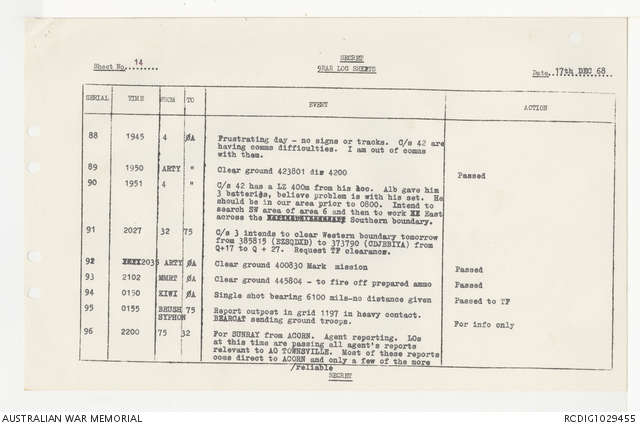 SECRET
9RAR LOG SHEETS
Sheet No. 14
Date. 17th DEC 68
SERIAL TIME FROM TO EVENT ACTION
88 1945 4 ØA Frustrating day - no signs or tracks. C/s 42 are
having comms difficulties. I am out of comms
with them.
89 1950 ARTY " Clear ground 423801 dis 4200 Passed
90 1951 4 " C/s 42 has a LZ 400m from his loc. Alb gave him
3 batteries, believe problem is with his set. He
should be in our area prior to 0800. Intend to
search SW area of area 6 and then to work XX East
across the Southern boundary.
91 2027 32 75 C/s 3 intends to clear Western boundary tomorrow
from 385815 (EZSQDXD) to 373790 (CDJEBIYA) from
Q+17 to Q + 27. Request TF clearance.
92 2035 ARTY ØA Clear ground 400830 Mark mission Passed
93 2102 MMRT ØA Clear ground 445804 - to fire off prepared ammo Passed
94 0150 KIWI ØA Single shot bearing 6100 mils-no distance given Passed to TF
95 0155 BRUSH 75 Report outpost in grid 1197 in heavy contact.
SYPHON BEARCAT sending ground troops. For info only
96 2200 75 32 For SUNRAY from ACORN. Agent reporting. LOs
at this time are passing all agent's reports
relevant to AO TOWNSVILLE. Most of these reports
come direct to ACORN and only a few of the more
/reliable
SECRET
AUSTRALIAN WAR MEMORIAL
RCDIG1029455